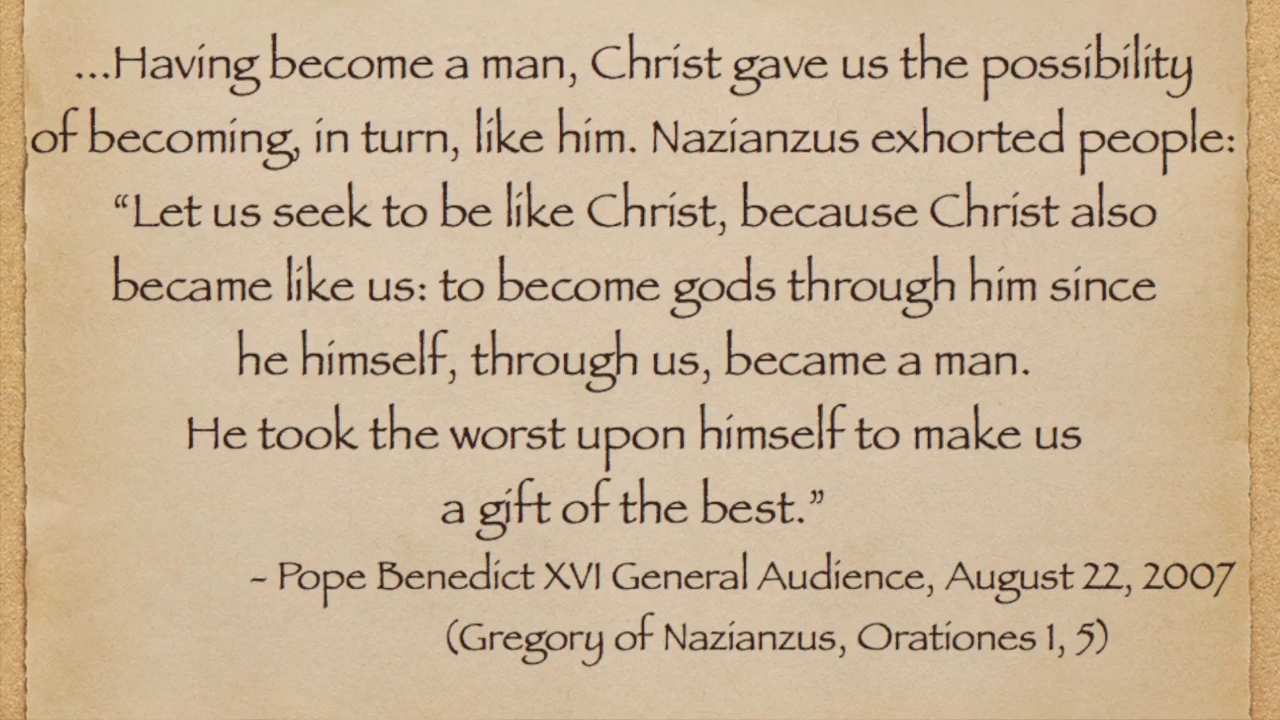 ...Having become a man, Christ gave us the possibility
of becoming, in turn, like him. Nazianzus exhorted people:
“Let us seek to be like Christ, because Christ also
became like us: to become gods through him since
he himself, through us, became a man.
He took the worst upon himself to make us
a gift of the best.”
- Pope Benedict XVI General Audience, August 22, 2007
(Gregory of Nazianzus, Orationes 1, 5)